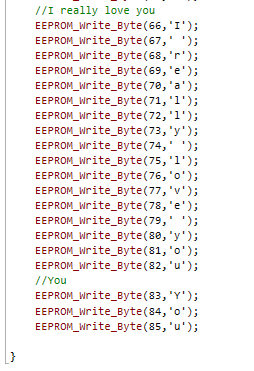 //I really love you
EEPROM_Write_Byte(66,'I');
EEPROM_Write_Byte(67,' ');
EEPROM_Write_Byte(68,'r');
EEPROM_Write_Byte(69,'e');
EEPROM_Write_Byte(70,'a');
EEPROM_Write_Byte(71,'l');
EEPROM_Write_Byte(72,'l');
EEPROM_Write_Byte(73,'y');
EEPROM_Write_Byte(74,' ');
EEPROM_Write_Byte(75,'l');
EEPROM_Write_Byte(76,'o');
EEPROM_Write_Byte(77,'v');
EEPROM_Write_Byte(78,'e');
EEPROM_Write_Byte(79,' ');
EEPROM_Write_Byte(80,'y');
EEPROM_Write_Byte(81,'o');
EEPROM_Write_Byte(82,'u');
//You
EEPROM_Write_Byte(83,'Y');
EEPROM_Write_Byte(84,'o');
EEPROM_Write_Byte(85,'u');
}